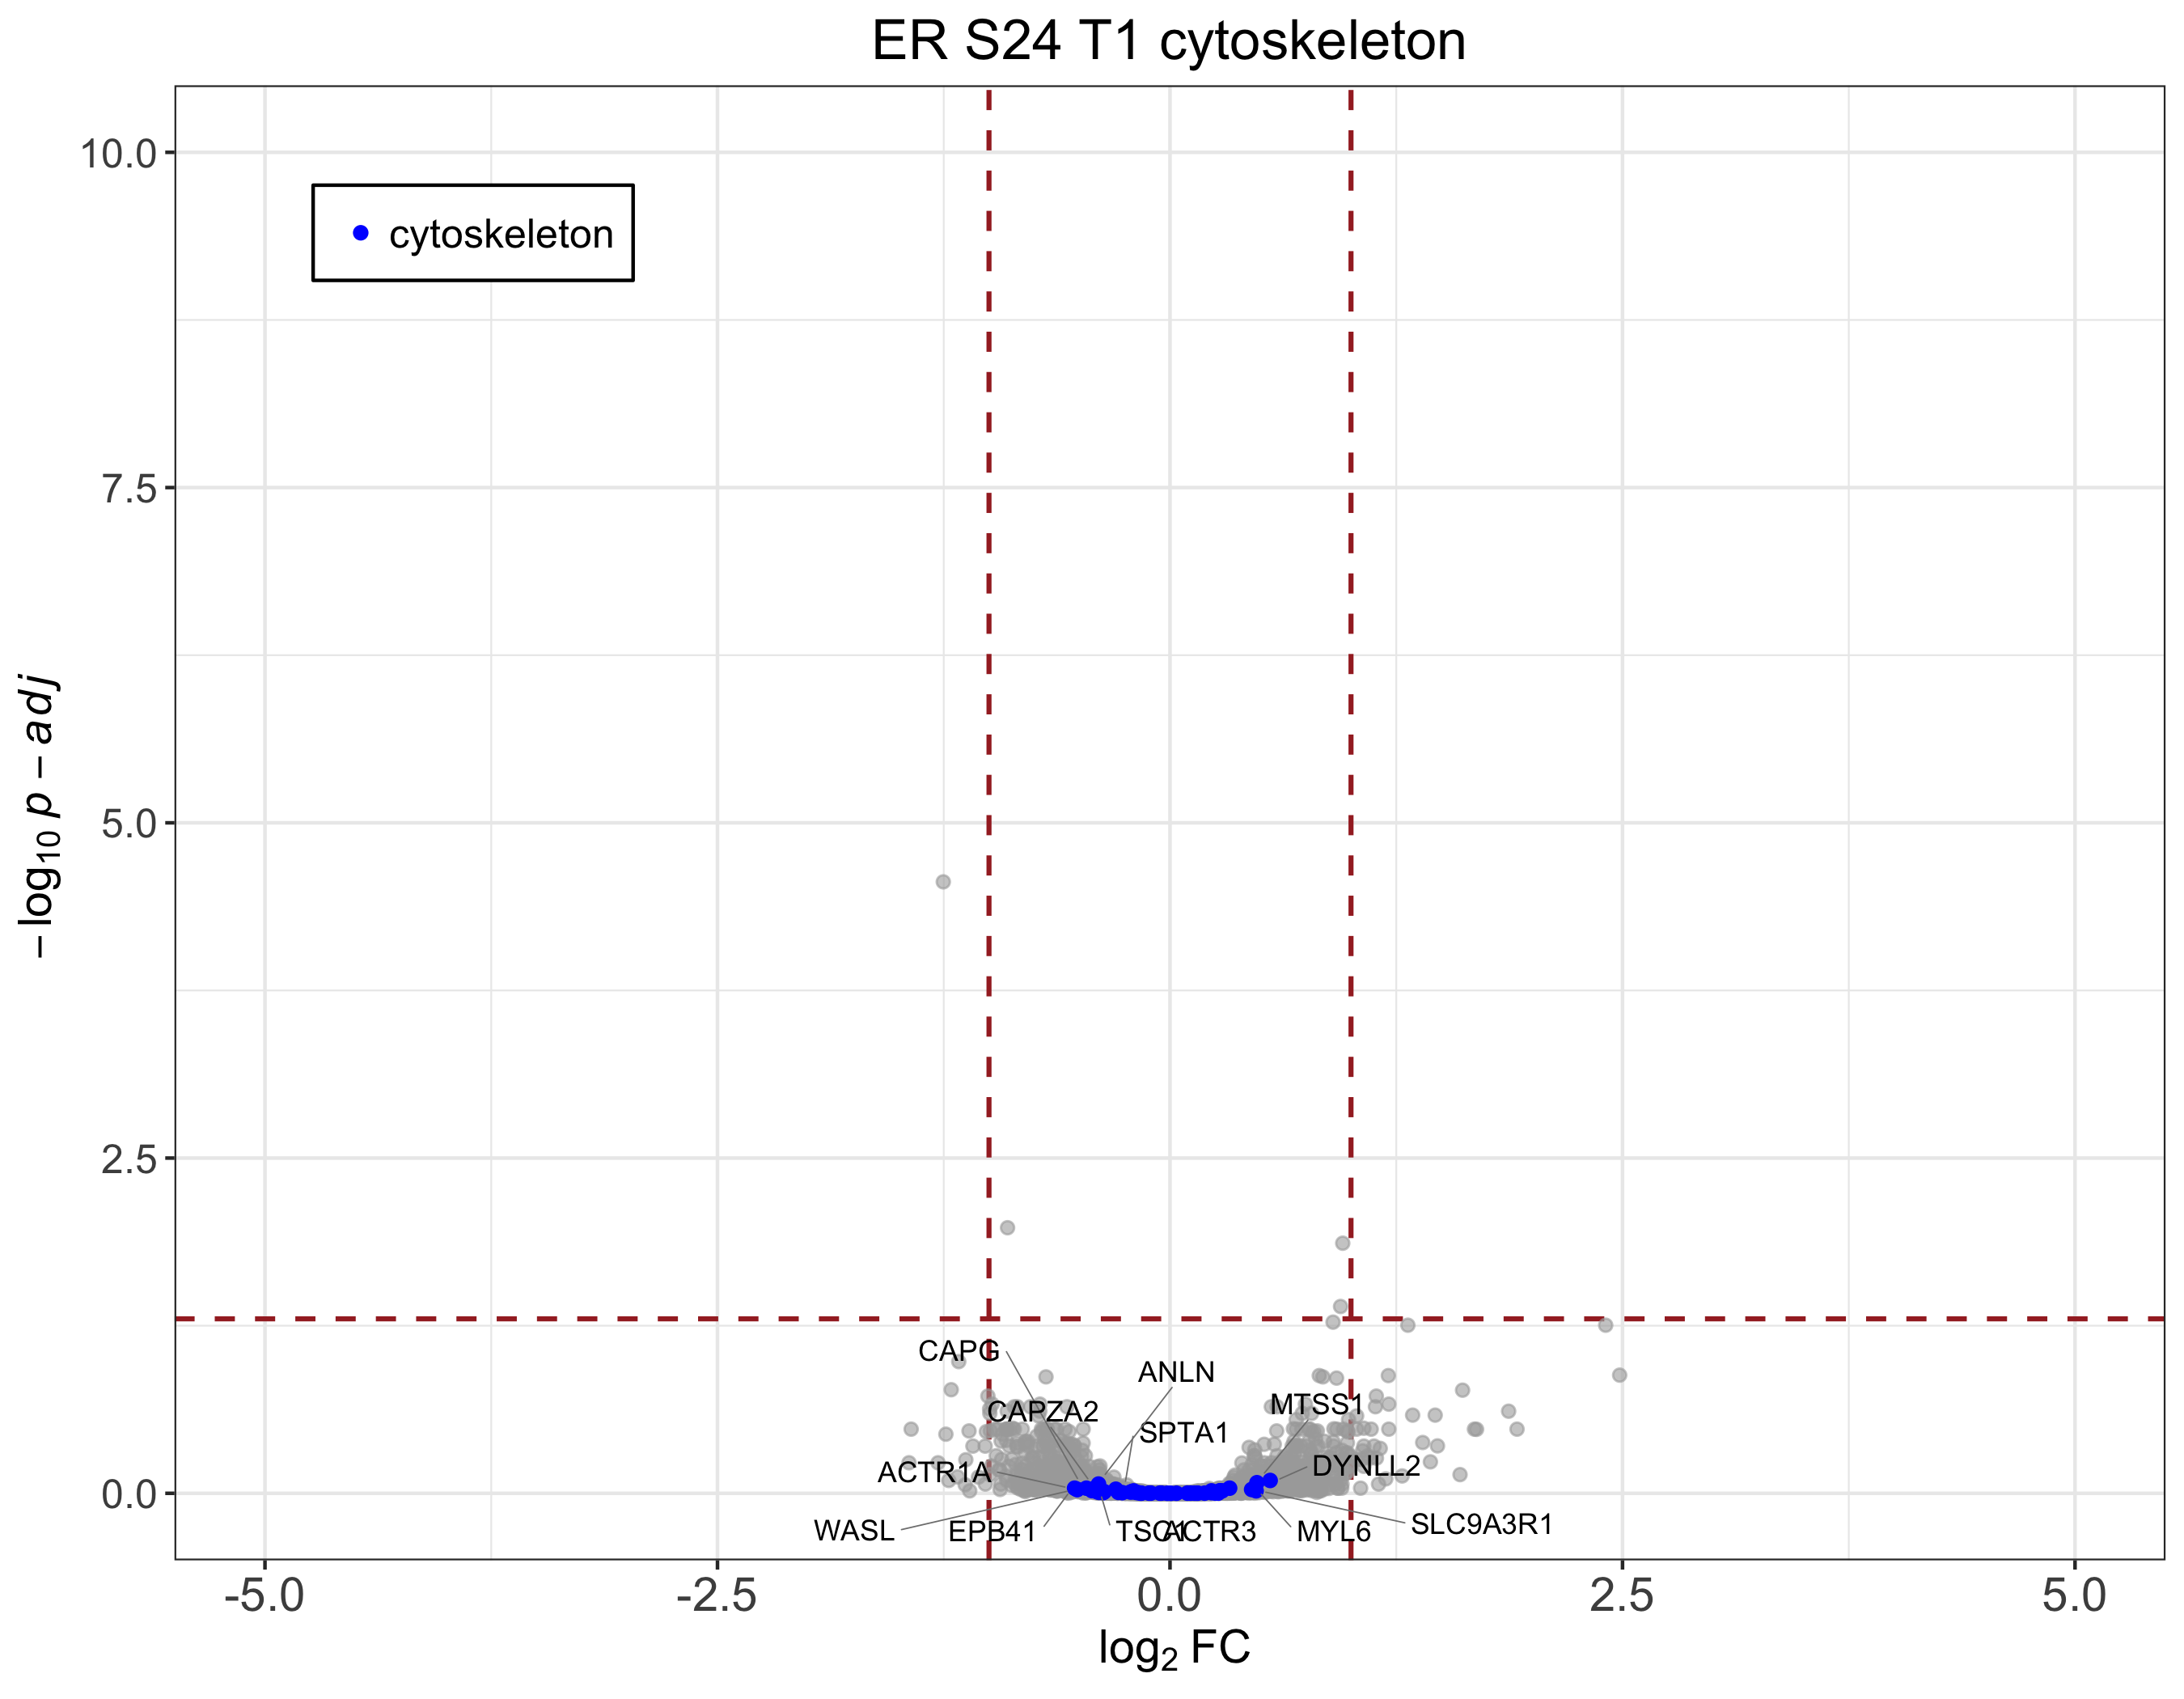 ER S24 T1 cytoskeleton
10.0
cytoskeleton
7.5
5.0
2.5
0.0
−log10 p − adj
CAPG
ANLN
CAPZA2
MTSS1
SPTA1
ACTR1A
DYNLL2
WASL
EPB41
TSC1
ACTR3
MYL6
SLC9A3R1
-5.0
-2.5
0.0
2.5
5.0
log2 FC